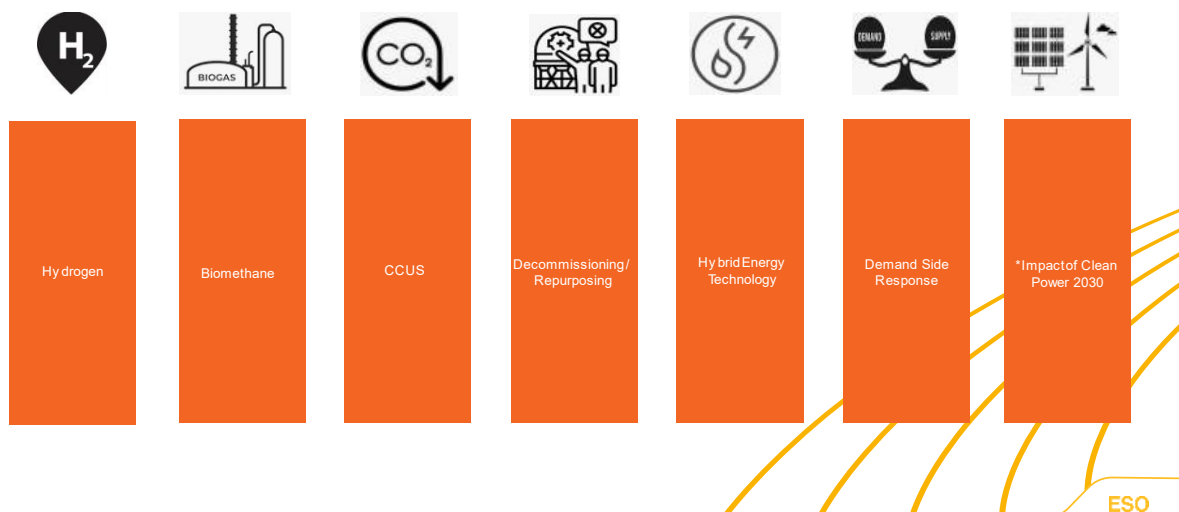 H2
BIOGAS
CO2
DEMAND
SUPPLY
Hydrogen
Biomethane
CCUS
Decommissioning/
Repurposing
Hybrid Energy
Technology
Demand Side
Response
*Impact of Clean
Power 2030
ESO